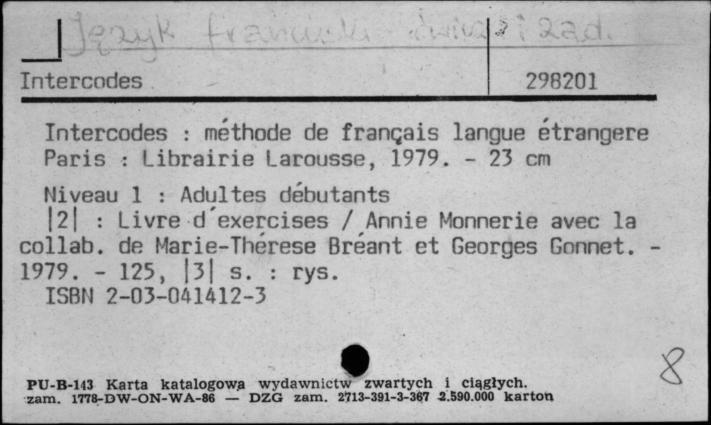 Język francuski - ćwicz. i zad.
Intercodes 298201
Intercodes : méthode de français langue étrangere
Paris : Librairie Larousse, 1979. - 23 cm
Niveau 1 : Adultes débutants
|2| : Livre d´exercises / Annie Monnerie avec la
collab. de Marie-Thérese Bréant et Georges Gonnet. -
1979. - 125, |3| s. : rys.
ISBN 2-03-041412-3
8
PU-B-143 Karta katalogowa wydawnictw zwartych i ciągłych.
zam. 1778-DW-ON-WA-86 — DZG zam. 2713-391-3-367 2.590.000 karton